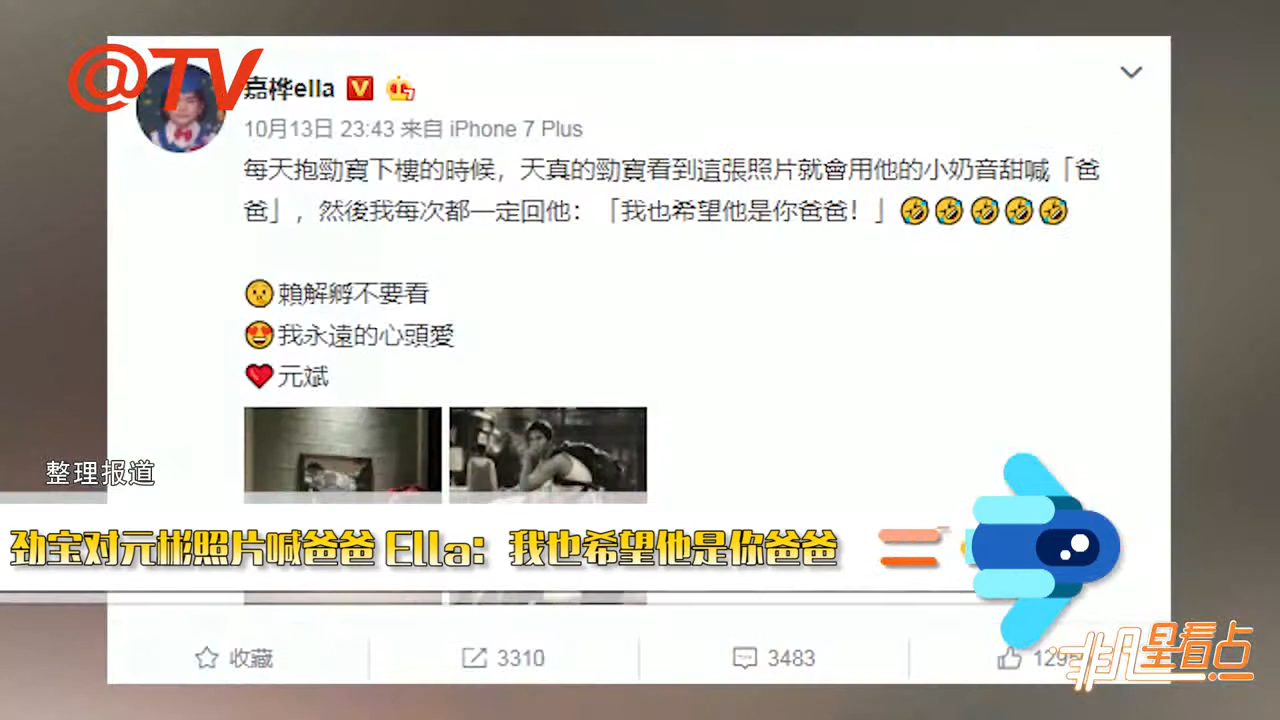 @TV
嘉桦ella
10月13日 23:43 来自 iPhone 7 Plus
每天抱勁寶下樓的時候，天真的勁寶看到這張照片就會用他的小奶音甜喊「爸
爸」，然後我每次都一定回他：「我也希望他是你爸爸！」
賴解孵不要看
我永遠的心頭愛
元斌
整理报道
劲宝对元彬照片喊爸爸 Ella：我也希望他是你爸爸
收藏
3310
3483
非凡星看点